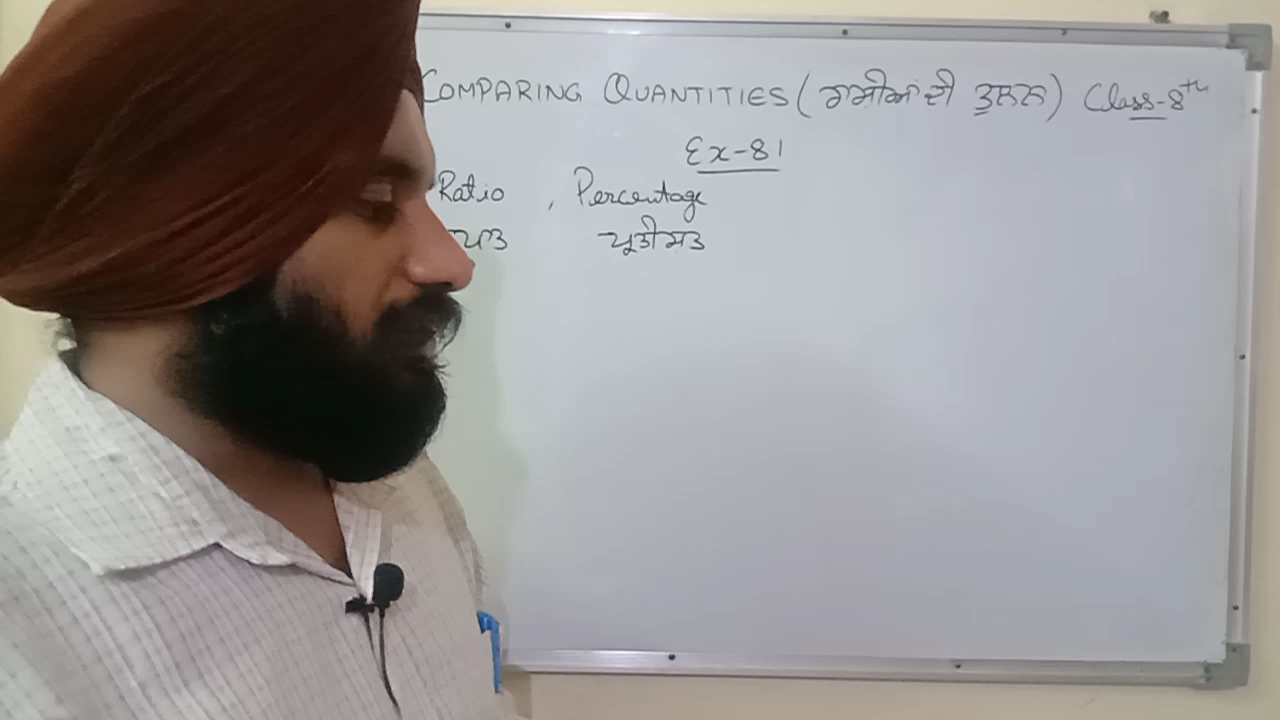 COMPARING QUANTITIES (ਰਾਸ਼ੀਆਂ ਦੀ ਤੁਲਨਾ) Class-8th
Ex-8.1
Ratio , Percentage
ਪ੍ਰਤੀਸ਼ਤ